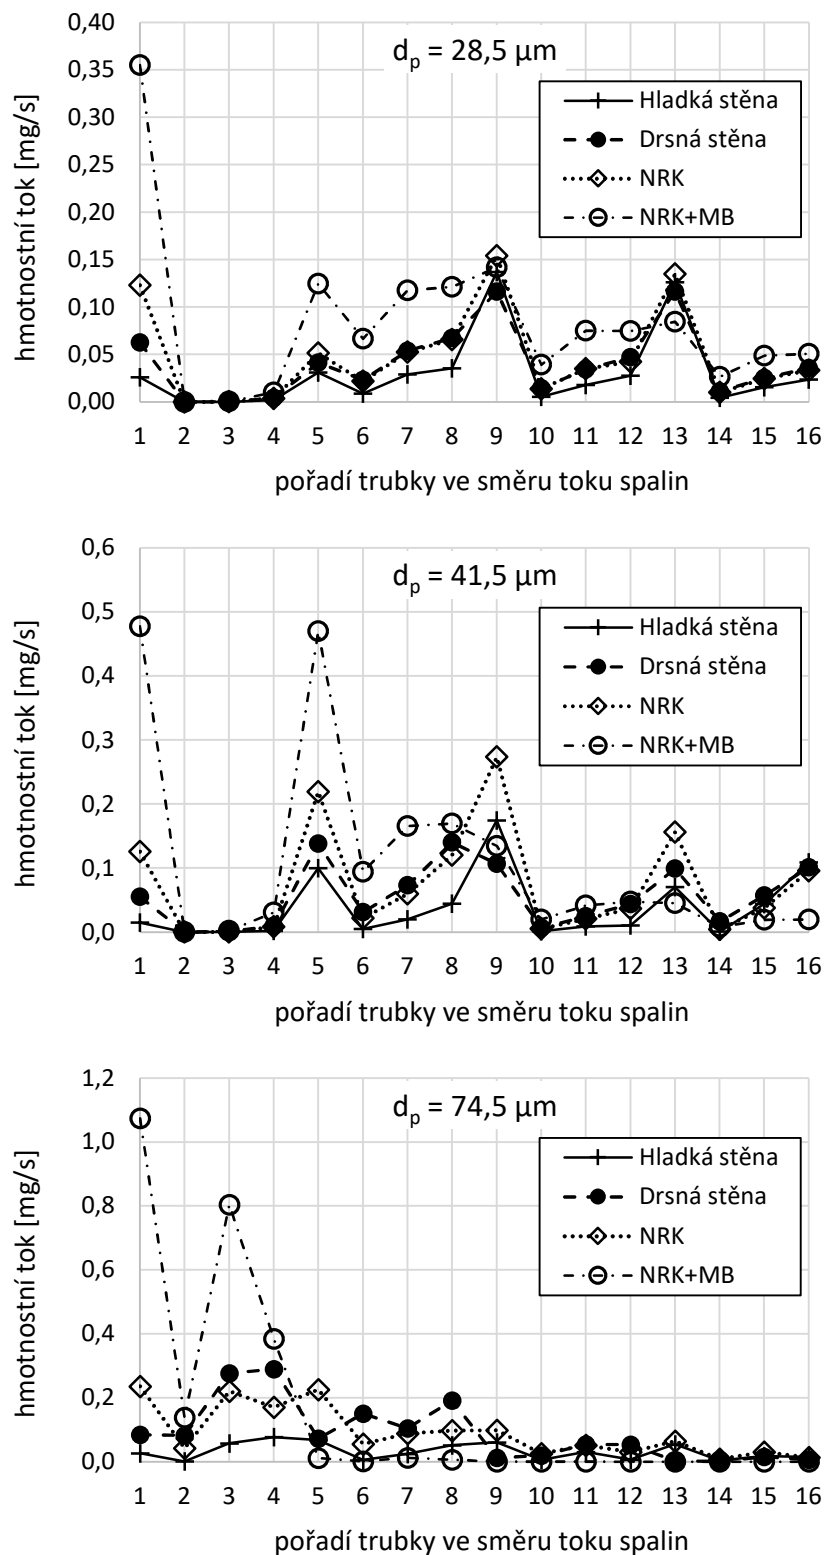 d_p = 28,5 µm
hmotnostní tok [mg/s]
0,40
0,35
0,30
0,25
0,20
0,15
0,10
0,05
0,00
Hladká stěna
Drsná stěna
NRK
NRK+MB
1 2 3 4 5 6 7 8 9 10 11 12 13 14 15 16
pořadí trubky ve směru toku spalin
d_p = 41,5 µm
hmotnostní tok [mg/s]
0,6
0,5
0,4
0,3
0,2
0,1
0,0
Hladká stěna
Drsná stěna
NRK
NRK+MB
1 2 3 4 5 6 7 8 9 10 11 12 13 14 15 16
pořadí trubky ve směru toku spalin
d_p = 74,5 µm
hmotnostní tok [mg/s]
1,2
1,0
0,8
0,6
0,4
0,2
0,0
Hladká stěna
Drsná stěna
NRK
NRK+MB
1 2 3 4 5 6 7 8 9 10 11 12 13 14 15 16
pořadí trubky ve směru toku spalin